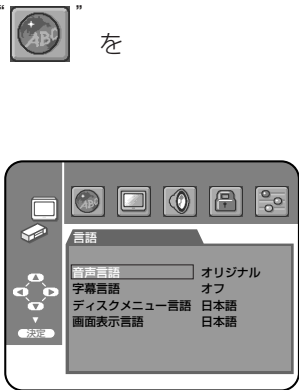 “ABC” を
ABC
言語
音声言語 オリジナル
字幕言語 オフ
ディスクメニュー言語 日本語
画面表示言語 日本語
決定